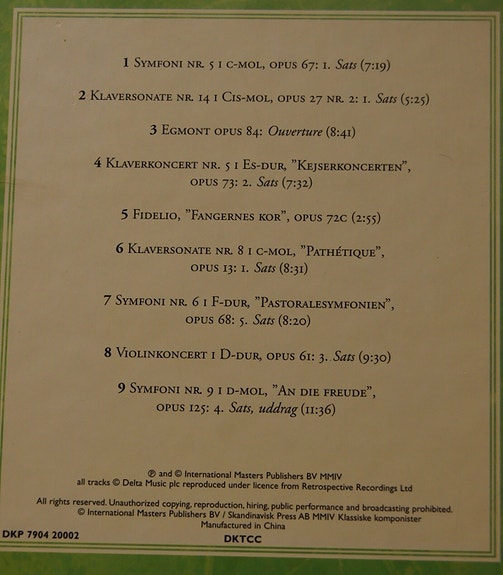 1 Symfoni nr. 5 i c-mol, opus 67: 1. Sats (7:19)
2 Klaversonate nr. 14 i Cis-mol, opus 27 nr. 2: 1. Sats (5:25)
3 Egmont opus 84: Ouverture (8:41)
4 Klaverkoncert nr. 5 i Es-dur, "Kejserkoncerten",
opus 73: 2. Sats (7:32)
5 Fidelio, "Fangernes kor", opus 72c (2:55)
6 Klaversonate nr. 8 i c-mol, "Pathétique",
opus 13: 1. Sats (8:31)
7 Symfoni nr. 6 i F-dur, "Pastoralesymfonien",
opus 68: 5. Sats (8:20)
8 Violinkoncert i D-dur, opus 61: 3. Sats (9:30)
9 Symfoni nr. 9 i d-mol, "An die Freude",
opus 125: 4. Sats, uddrag (11:36)
℗ and © International Masters Publishers BV MMIV
all tracks © Delta Music plc reproduced under licence from Retrospective Recordings Ltd
All rights reserved. Unauthorized copying, reproduction, hiring, public performance and broadcasting prohibited.
© International Masters Publishers BV / Skandinavisk Press AB MMIV Klassiske komponister
Manufactured in China
DKP 7904 20002
DKTCC